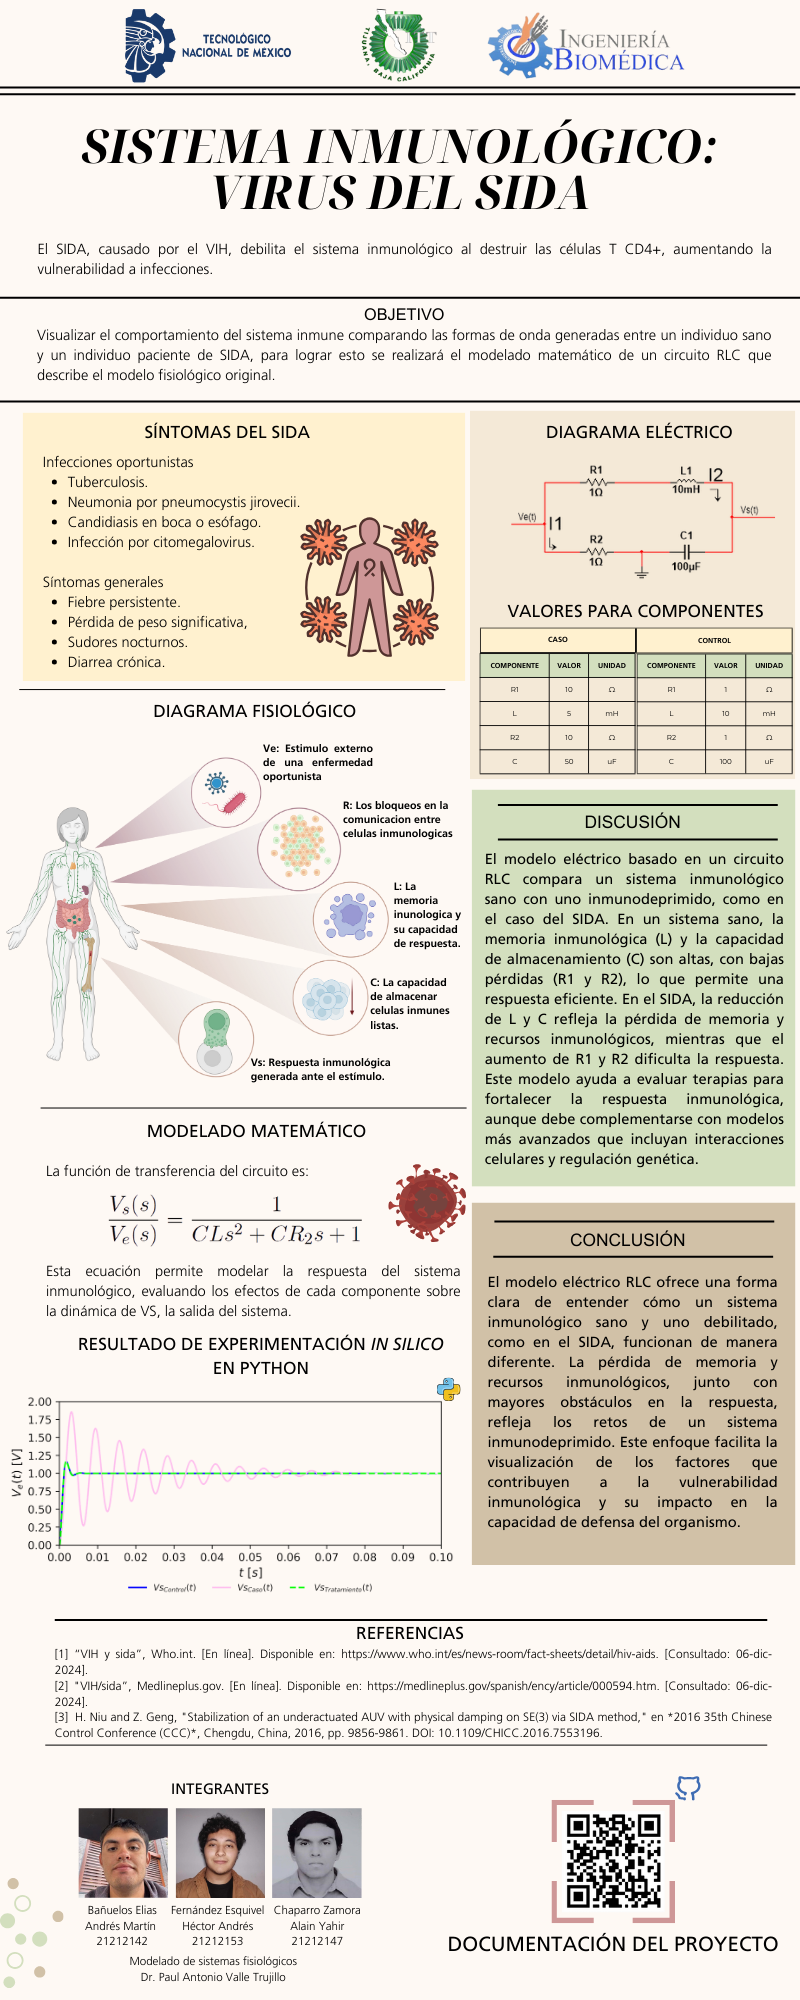 TECNOLÓGICO
NACIONAL DE MEXICO
TIJUANA, BAJA CALIFORNIA
INGENIERÍA
BIOMÉDICA
SISTEMA INMUNOLÓGICO:
VIRUS DEL SIDA
El SIDA, causado por el VIH, debilita el sistema inmunológico al destruir las células T CD4+, aumentando la
vulnerabilidad a infecciones.
OBJETIVO
Visualizar el comportamiento del sistema inmune comparando las formas de onda generadas entre un individuo sano
y un individuo paciente de SIDA, para lograr esto se realizará el modelado matemático de un circuito RLC que
describe el modelo fisiológico original.
SÍNTOMAS DEL SIDA
Infecciones oportunistas
• Tuberculosis.
• Neumonia por pneumocystis jirovecii.
• Candidiasis en boca o esófago.
• Infección por citomegalovirus.
Síntomas generales
• Fiebre persistente.
• Pérdida de peso significativa,
• Sudores nocturnos.
• Diarrea crónica.
DIAGRAMA ELÉCTRICO
R1
1Ω
L1
10mH
I2
Ve(t)
I1
Vs(t)
R2
1Ω
C1
100µF
VALORES PARA COMPONENTES
CASO CONTROL
COMPONENTE VALOR UNIDAD COMPONENTE VALOR UNIDAD
R1 10 Ω R1 1 Ω
L 5 mH L 10 mH
R2 10 Ω R2 1 Ω
C 50 uF C 100 uF
DIAGRAMA FISIOLÓGICO
Ve: Estimulo externo
de una enfermedad
oportunista
R: Los bloqueos en la
comunicacion entre
celulas inmunologicas
L: La
memoria
inunologica y
su capacidad
de respuesta.
C: La capacidad
de almacenar
celulas inmunes
listas.
Vs: Respuesta inmunológica
generada ante el estímulo.
DISCUSIÓN
El modelo eléctrico basado en un circuito
RLC compara un sistema inmunológico
sano con uno inmunodeprimido, como en
el caso del SIDA. En un sistema sano, la
memoria inmunológica (L) y la capacidad
de almacenamiento (C) son altas, con bajas
pérdidas (R1 y R2), lo que permite una
respuesta eficiente. En el SIDA, la reducción
de L y C refleja la pérdida de memoria y
recursos inmunológicos, mientras que el
aumento de R1 y R2 dificulta la respuesta.
Este modelo ayuda a evaluar terapias para
fortalecer la respuesta inmunológica,
aunque debe complementarse con modelos
más avanzados que incluyan interacciones
celulares y regulación genética.
MODELADO MATEMÁTICO
La función de transferencia del circuito es:
Vs(s)/Ve(s) = 1/(CLs² + CR₂s + 1)
Esta ecuación permite modelar la respuesta del sistema
inmunológico, evaluando los efectos de cada componente sobre
la dinámica de VS, la salida del sistema.
CONCLUSIÓN
El modelo eléctrico RLC ofrece una forma
clara de entender cómo un sistema
inmunológico sano y uno debilitado,
como en el SIDA, funcionan de manera
diferente. La pérdida de memoria y
recursos inmunológicos, junto con
mayores obstáculos en la respuesta,
refleja los retos de un sistema
inmunodeprimido. Este enfoque facilita la
visualización de los factores que
contribuyen a la vulnerabilidad
inmunológica y su impacto en la
capacidad de defensa del organismo.
RESULTADO DE EXPERIMENTACIÓN IN SILICO
EN PYTHON
2.00
1.75
1.50
1.25
1.00
0.75
0.50
0.25
0.00
Ve(t) [V]
0.00 0.01 0.02 0.03 0.04 0.05 0.06 0.07 0.08 0.09 0.10
t [s]
VsControl(t) VsCaso(t) VsTratamiento(t)
REFERENCIAS
[1] “VIH y sida”, Who.int. [En línea]. Disponible en: https://www.who.int/es/news-room/fact-sheets/detail/hiv-aids. [Consultado: 06-dic-
2024].
[2] "VIH/sida”, Medlineplus.gov. [En línea]. Disponible en: https://medlineplus.gov/spanish/ency/article/000594.htm. [Consultado: 06-dic-
2024].
[3] H. Niu and Z. Geng, "Stabilization of an underactuated AUV with physical damping on SE(3) via SIDA method," en *2016 35th Chinese
Control Conference (CCC)*, Chengdu, China, 2016, pp. 9856-9861. DOI: 10.1109/CHICC.2016.7553196.
INTEGRANTES
Bañuelos Elias
Andrés Martín
21212142
Fernández Esquivel
Héctor Andrés
21212153
Chaparro Zamora
Alain Yahir
21212147
Modelado de sistemas fisiológicos
Dr. Paul Antonio Valle Trujillo
DOCUMENTACIÓN DEL PROYECTO